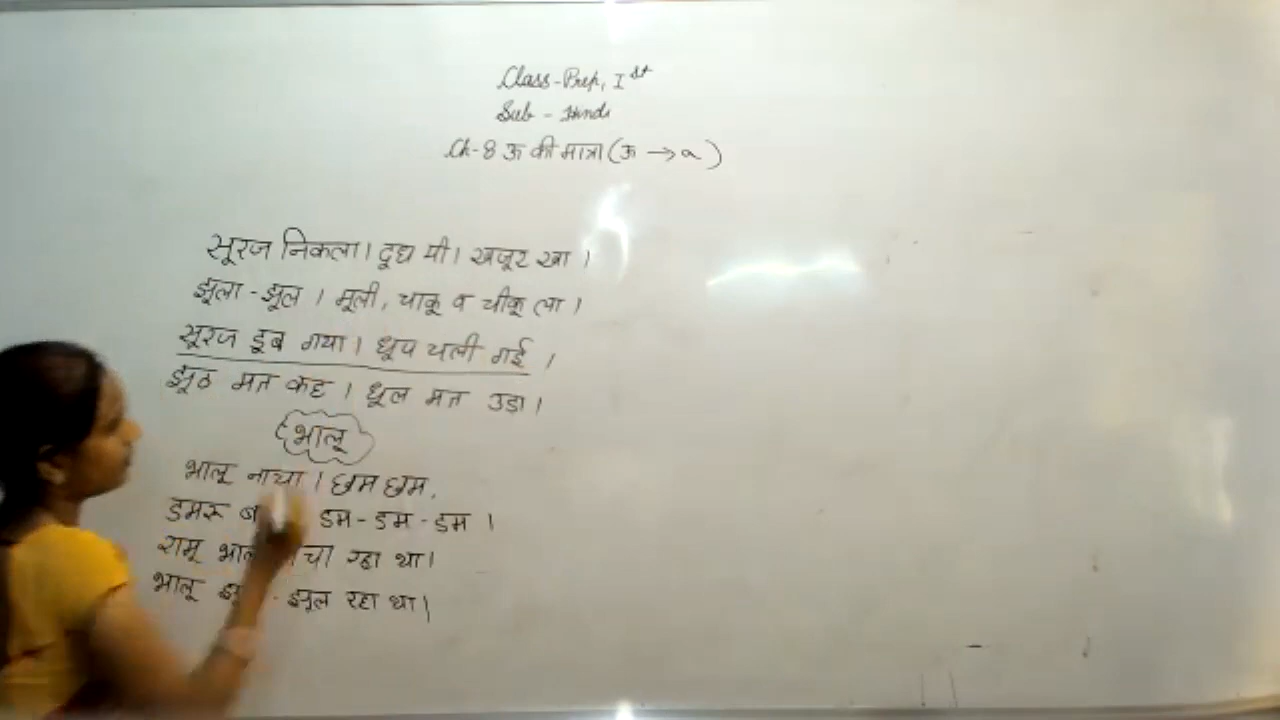 Class-Prep, Ist
Sub - Hindi
Ch-8 ऊ की मात्रा (ऊ → ू)
सूरज निकला। दूध पी। खजूर खा।
झूला-झूल। मूली, चाकू व चीकू ला।
सूरज डूब गया। धूप चली गई।
झूठ मत कह। धूल मत उड़ा।
भालू
भालू नाचा। छम छम,
डमरू डम-डम-डम।
रामू रहा था।
भालू झूल रहा था।